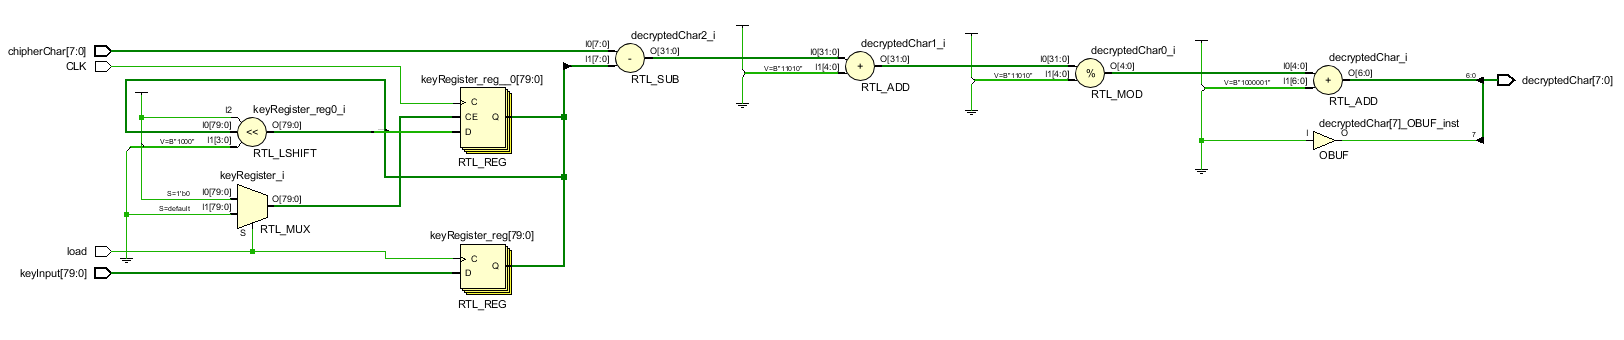 chipherChar[7:0]
CLK
keyRegister_reg__0[79:0]
C
CE
D
Q
RTL_REG
keyRegister_reg0_i
I2
I0[79:0]
V=B"1000"
I1[3:0]
<<
O[79:0]
RTL_LSHIFT
keyRegister_i
S=1'b0
I0[79:0]
S=default
I1[79:0]
O[79:0]
S
RTL_MUX
load
keyInput[79:0]
keyRegister_reg[79:0]
C
D
Q
RTL_REG
decryptedChar2_i
I0[7:0]
I1[7:0]
-
O[31:0]
RTL_SUB
decryptedChar1_i
I0[31:0]
V=B"11010"
I1[4:0]
+
O[31:0]
RTL_ADD
decryptedChar0_i
I0[31:0]
V=B"11010"
I1[4:0]
%
O[4:0]
RTL_MOD
decryptedChar_i
I0[4:0]
V=B"1000001"
I1[6:0]
+
O[6:0]
RTL_ADD
6:0
decryptedChar[7:0]
decryptedChar[7]_OBUF_inst
I
O
7
OBUF